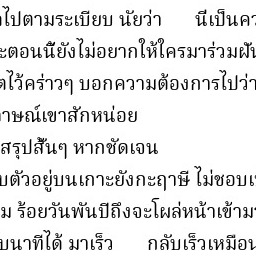 ไปตามระเบียบ นัยว่า นี่เป็นคว
ะตอนนี้ยังไม่อยากให้ใครมาร่วมฝัน
ตไว้คร่าวๆ บอกความต้องการไปว่า
าษณ์เขาสักหน่อย
สรุปสั้นๆ หากชัดเจน
บตัวอยู่บนเกาะยังกะฤาษี ไม่ชอบเ
ม ร้อยวันพันปีถึงจะโผล่หน้าเข้าม
บนาทีได้ มาเร็ว กลับเร็วเหมือน